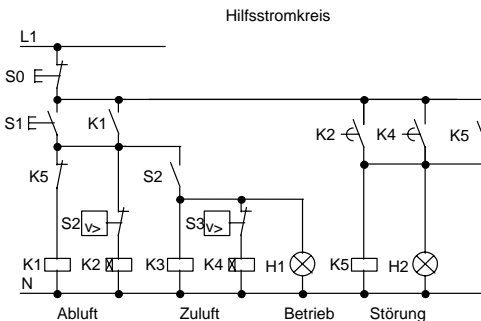 Hilfsstromkreis
L1
S0
S1 K1 K2 K4 K5
K5 S2
S2 v> S3 v>
K1 K2 K3 K4 H1 K5 H2
N
Abluft Zuluft Betrieb Störung